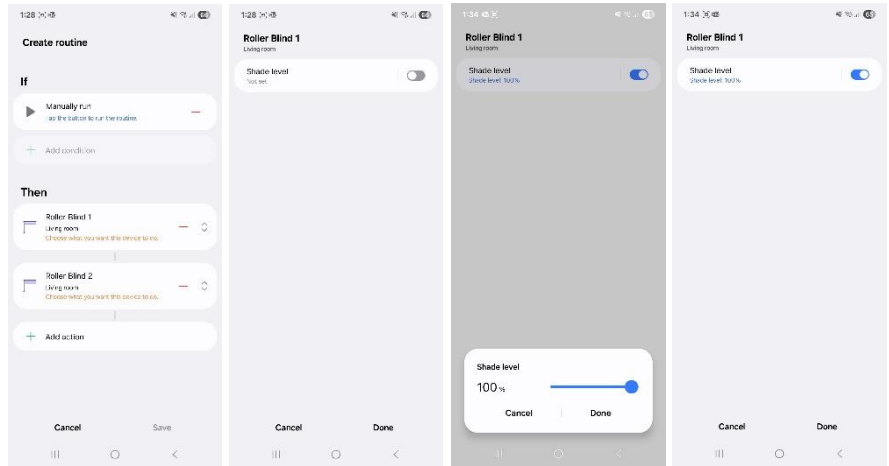 1:28
Create routine
If
Manually run
Tap the button to run the routine.
Add condition
Then
Roller Blind 1
Living room
Choose what you want this device to do.
Roller Blind 2
Living room
Choose what you want this device to do.
Add action
Cancel
Save
1:28
Roller Blind 1
Living room
Shade level
Not set
Cancel
Done
1:34
Roller Blind 1
Living room
Shade level
Shade level: 100%
Shade level
100 %
Cancel
Done
1:34
Roller Blind 1
Living room
Shade level
Shade level: 100%
Cancel
Done